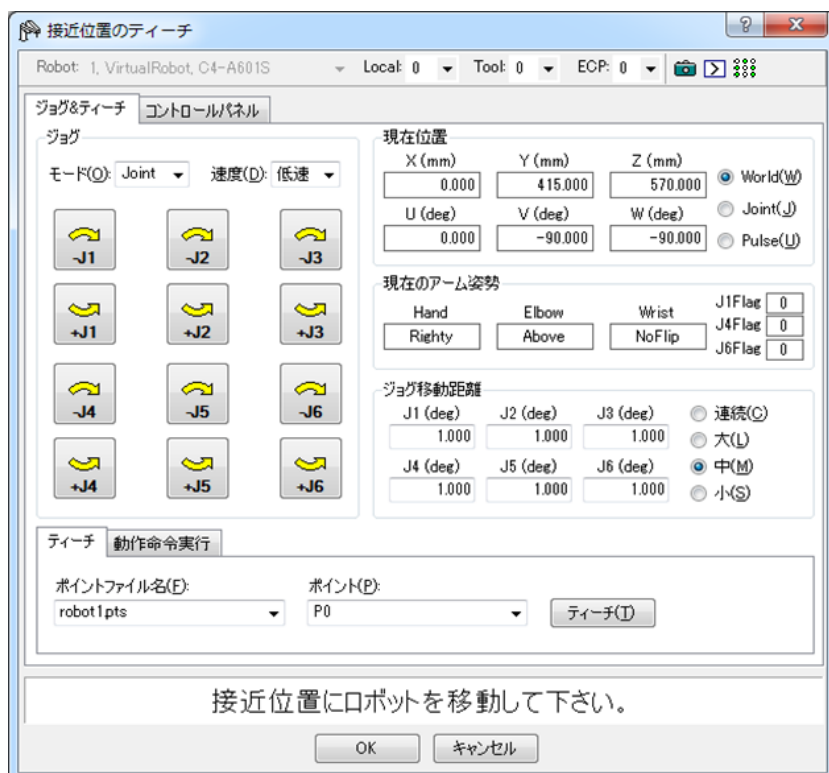 接近位置のティーチ
Robot: 1, VirtualRobot, C4-A601S Local: 0 Tool: 0 ECP: 0
ジョグ&ティーチ コントロールパネル
ジョグ
モード(O): Joint 速度(D): 低速
-J1 -J2 -J3
+J1 +J2 +J3
-J4 -J5 -J6
+J4 +J5 +J6
現在位置
X (mm) Y (mm) Z (mm)
0.000 415.000 570.000
World(W)
U (deg) V (deg) W (deg)
Joint(J)
0.000 -90.000 -90.000
Pulse(U)
現在のアーム姿勢
Hand Elbow Wrist
Righty Above NoFlip
J1Flag 0
J4Flag 0
J6Flag 0
ジョグ移動距離
J1 (deg) J2 (deg) J3 (deg)
1.000 1.000 1.000
J4 (deg) J5 (deg) J6 (deg)
1.000 1.000 1.000
連続(C)
大(L)
中(M)
小(S)
ティーチ 動作命令実行
ポイントファイル名(F): ポイント(P):
robot1.pts P0 ティーチ(T)
接近位置にロボットを移動して下さい。
OK キャンセル